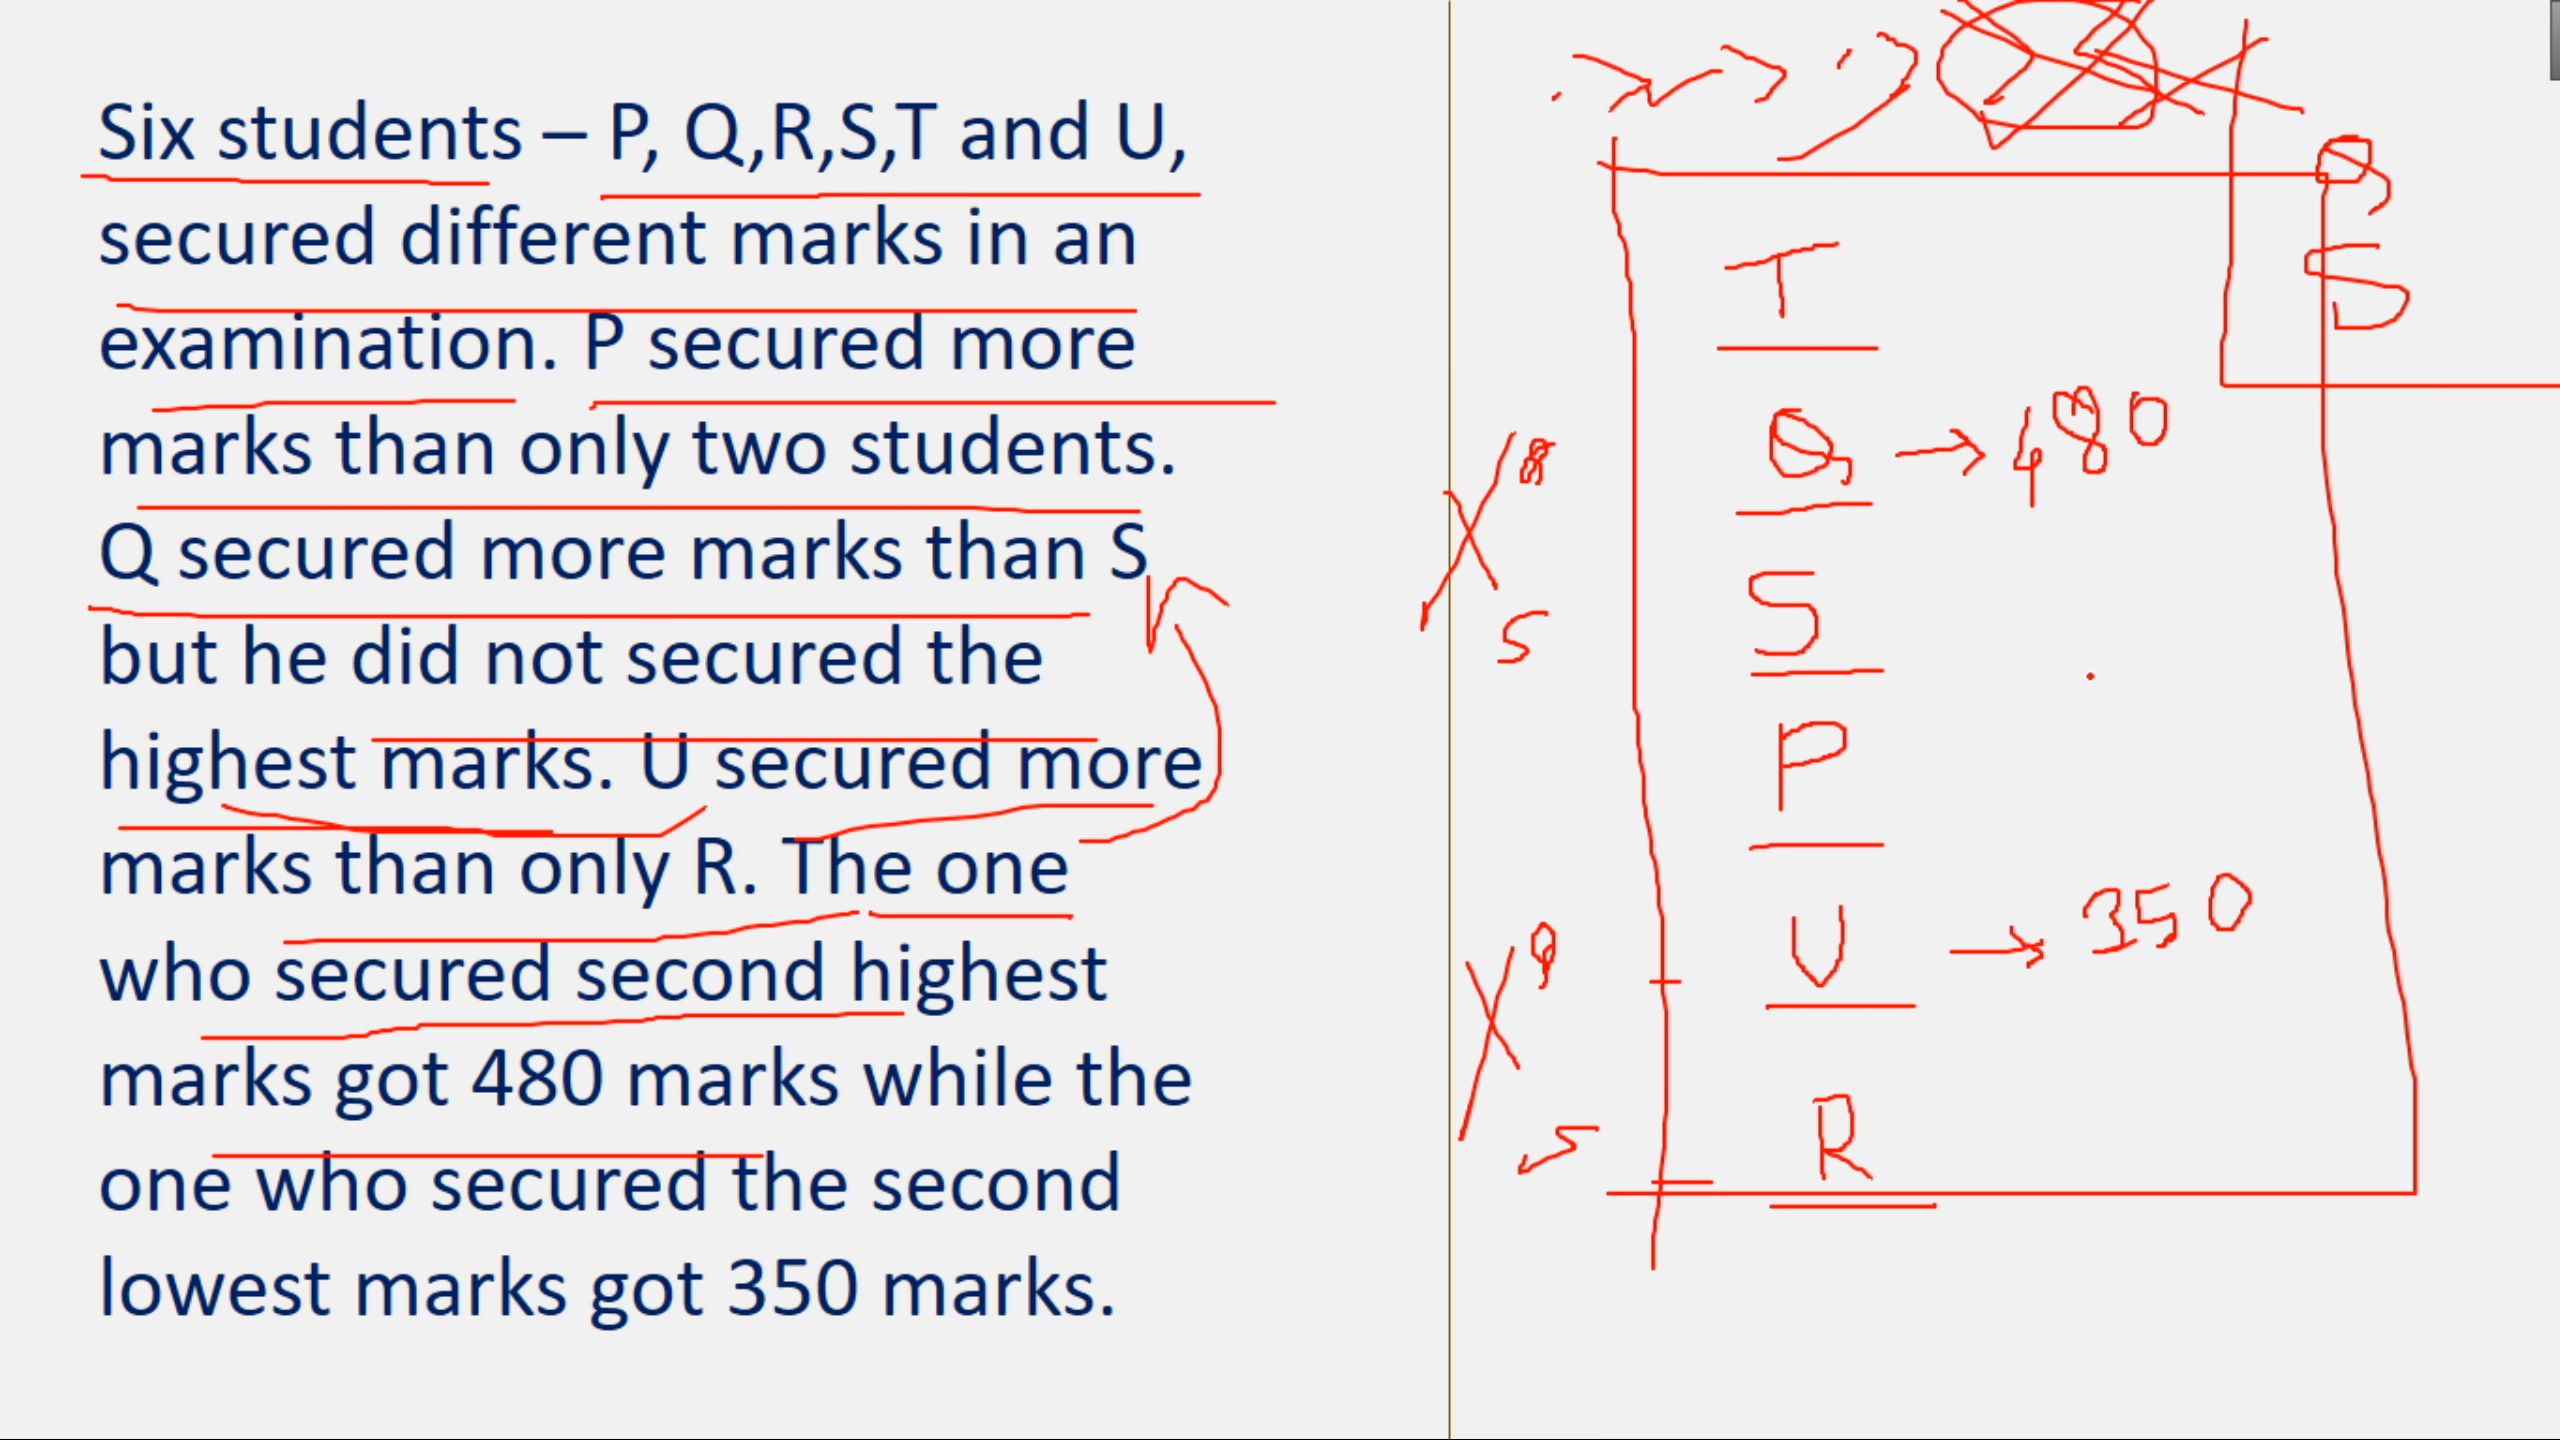 Six students – P, Q,R,S,T and U,
secured different marks in an
examination. P secured more
marks than only two students.
Q secured more marks than S
but he did not secured the
highest marks. U secured more
marks than only R. The one
who secured second highest
marks got 480 marks while the
one who secured the second
lowest marks got 350 marks.
Q
S
T
Q → 480
S
P
U → 350
R